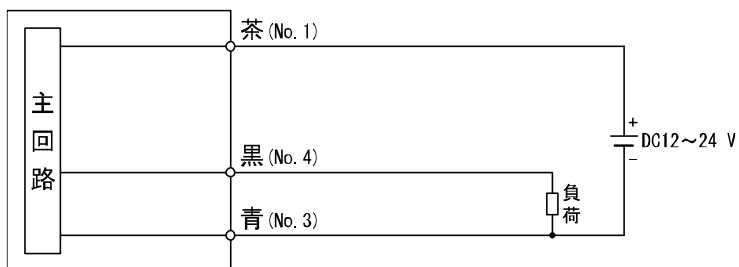 茶(No. 1)
主回路
+
DC12～24 V
-
黒(No. 4)
負荷
青(No. 3)